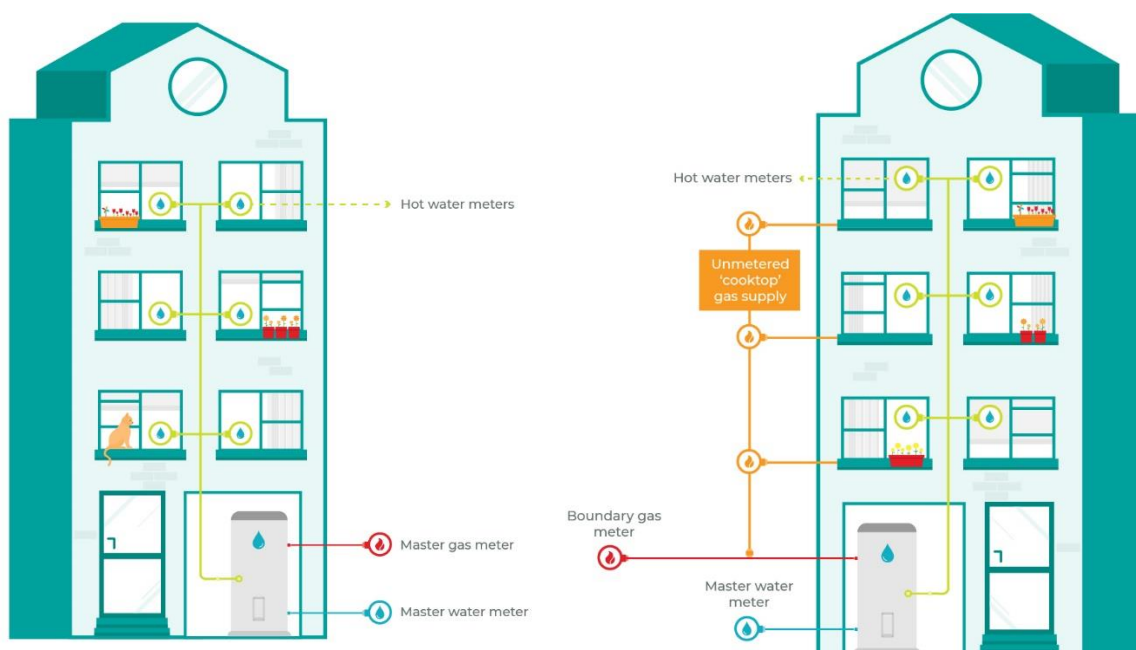 Hot water meters
Master gas meter
Master water meter
Hot water meters
Unmetered
‘cooktop’
gas supply
Boundary gas
meter
Master water
meter